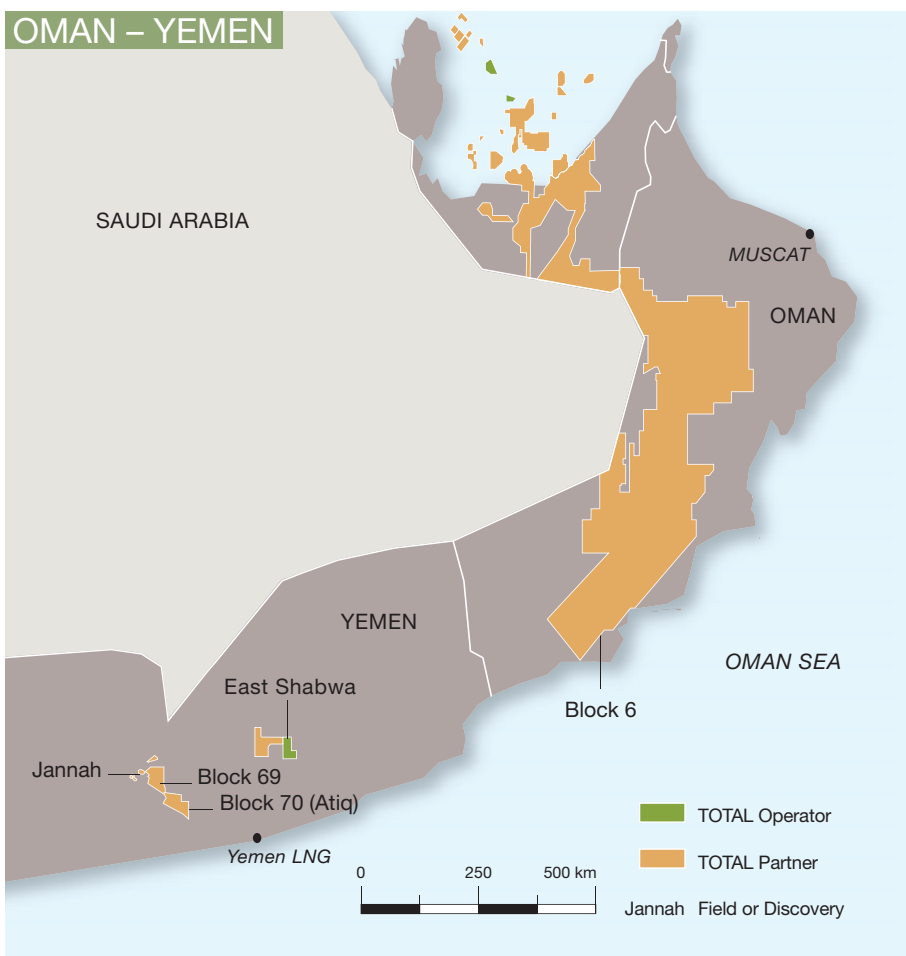 OMAN – YEMEN
SAUDI ARABIA
MUSCAT
OMAN
YEMEN
OMAN SEA
East Shabwa
Block 6
Jannah
Block 69
Block 70 (Atiq)
Yemen LNG
TOTAL Operator
TOTAL Partner
0 250 500 km
Jannah Field or Discovery